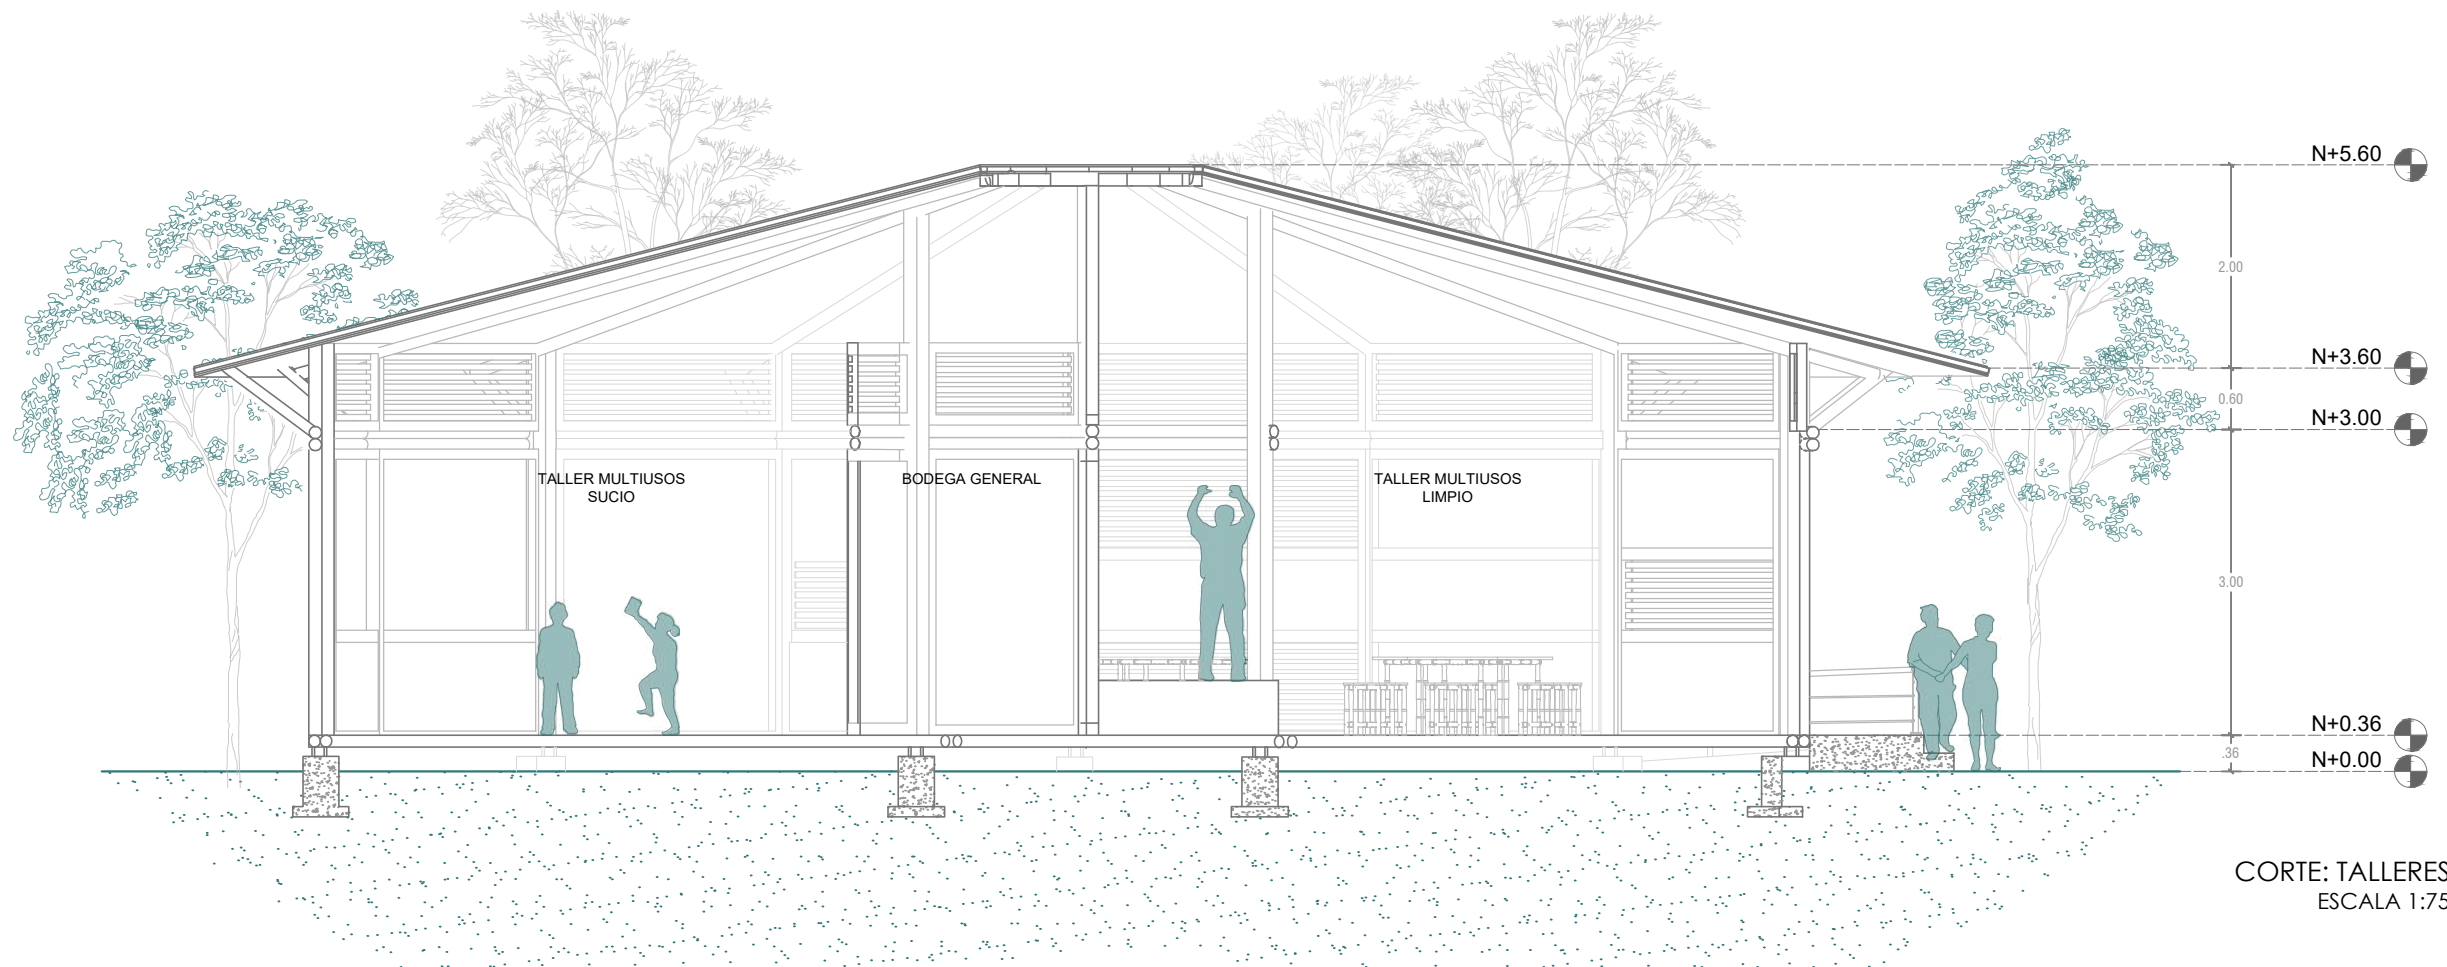 N+5.60
2.00
N+3.60
0.60
N+3.00
TALLER MULTIUSOS
SUCIO
BODEGA GENERAL
TALLER MULTIUSOS
LIMPIO
3.00
N+0.36
.36
N+0.00
CORTE: TALLERES
ESCALA 1:75